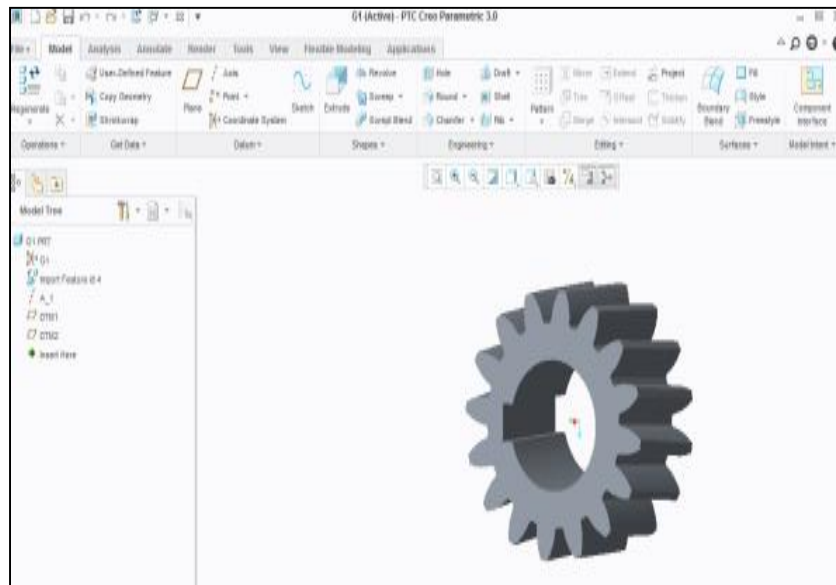 G1 (Active) - PTC Creo Parametric 3.0
File Model Analysis Annotate Render Tools View Flexible Modeling Applications
User-Defined Feature Axis Revolve Hole Draft Mirror Extend Project Fill
Copy Geometry Point Sweep Round Shell Trim Offset Thicken Style
Regenerate Plane Sketch Extrude Pattern Boundary Blend Component Interface
Shrinkwrap Coordinate System Swept Blend Chamfer Rib Merge Intersect Solidify Freestyle
Operations Get Data Datum Shapes Engineering Editing Surfaces Model Intent
Model Tree
G1.PRT
G1
Import Feature id 4
A_1
DTM1
DTM2
Insert Here